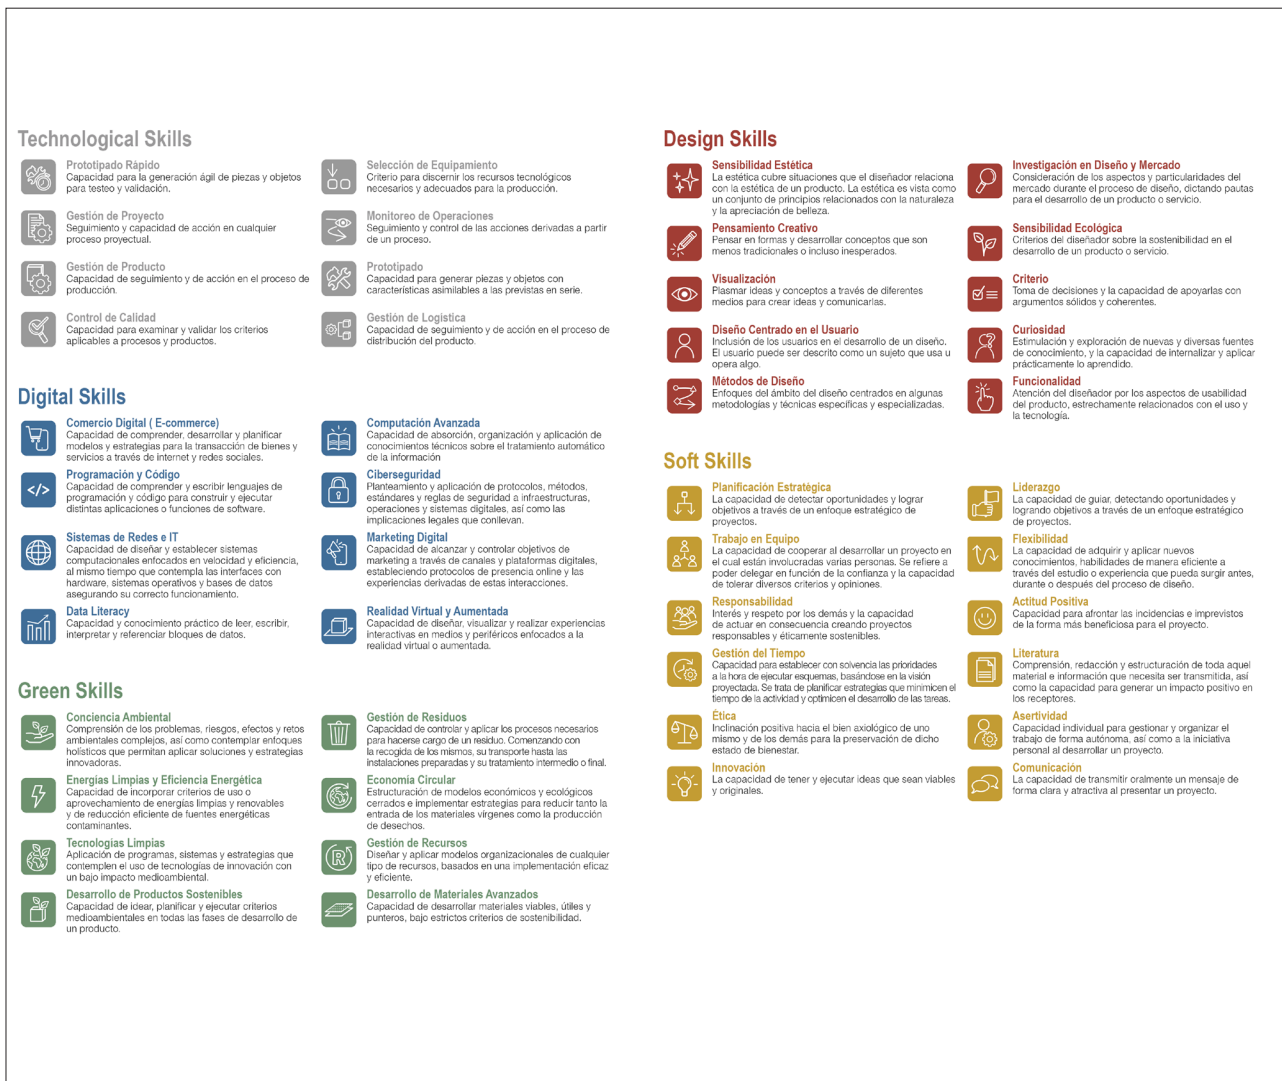 Technological Skills
Prototipado Rápido
Capacidad para la generación ágil de piezas y objetos
para testeo y validación.
Gestión de Proyecto
Seguimiento y capacidad de acción en cualquier
proceso proyectual.
Gestión de Producto
Capacidad de seguimiento y de acción en el proceso de
producción.
Control de Calidad
Capacidad para examinar y validar los criterios
aplicables a procesos y productos.
Selección de Equipamiento
Criterio para discernir los recursos tecnológicos
necesarios y adecuados para la producción.
Monitoreo de Operaciones
Seguimiento y control de las acciones derivadas a partir
de un proceso.
Prototipado
Capacidad para generar piezas y objetos con
características asimilables a las previstas en serie.
Gestión de Logística
Capacidad de seguimiento y de acción en el proceso de
distribución del producto.
Digital Skills
Comercio Digital ( E-commerce)
Capacidad de comprender, desarrollar y planificar
modelos y estrategias para la transacción de bienes y
servicios a través de internet y redes sociales.
Programación y Código
Capacidad de comprender y escribir lenguajes de
programación y código para construir y ejecutar
distintas aplicaciones o funciones de software.
Sistemas de Redes e IT
Capacidad de diseñar y establecer sistemas
computacionales enfocados en velocidad y eficiencia,
al mismo tiempo que contempla las interfaces con
hardware, sistemas operativos y bases de datos
asegurando su correcto funcionamiento.
Data Literacy
Capacidad y conocimiento práctico de leer, escribir,
interpretar y referenciar bloques de datos.
Computación Avanzada
Capacidad de absorción, organización y aplicación de
conocimientos técnicos sobre el tratamiento automático
de la información
Ciberseguridad
Planteamiento y aplicación de protocolos, métodos,
estándares y reglas de seguridad a infraestructuras,
operaciones y sistemas digitales, así como las
implicaciones legales que conllevan.
Marketing Digital
Capacidad de alcanzar y controlar objetivos de
marketing a través de canales y plataformas digitales,
estableciendo protocolos de presencia online y las
experiencias derivadas de estas interacciones.
Realidad Virtual y Aumentada
Capacidad de diseñar, visualizar y realizar experiencias
interactivas en medios y periféricos enfocados a la
realidad virtual o aumentada.
Green Skills
Conciencia Ambiental
Comprensión de los problemas, riesgos, efectos y retos
ambientales complejos, así como contemplar enfoques
holísticos que permitan aplicar soluciones y estrategias
innovadoras.
Energías Limpias y Eficiencia Energética
Capacidad de incorporar criterios de uso o
aprovechamiento de energías limpias y renovables
y de reducción eficiente de fuentes energéticas
contaminantes.
Tecnologías Limpias
Aplicación de programas, sistemas y estrategias que
contemplen el uso de tecnologías de innovación con
un bajo impacto medioambiental.
Desarrollo de Productos Sostenibles
Capacidad de idear, planificar y ejecutar criterios
medioambientales en todas las fases de desarrollo de
un producto.
Gestión de Residuos
Capacidad de controlar y aplicar los procesos necesarios
para hacerse cargo de un residuo. Comenzando con
la recogida de los mismos, su transporte hasta las
instalaciones preparadas y su tratamiento intermedio o final.
Economía Circular
Estructuración de modelos económicos y ecológicos
cerrados e implementar estrategias para reducir tanto la
entrada de los materiales vírgenes como la producción
de desechos.
Gestión de Recursos
Diseñar y aplicar modelos organizacionales de cualquier
tipo de recursos, basados en una implementación eficaz
y eficiente.
Desarrollo de Materiales Avanzados
Capacidad de desarrollar materiales viables, útiles y
punteros, bajo estrictos criterios de sostenibilidad.
Design Skills
Sensibilidad Estética
La estética cubre situaciones que el diseñador relaciona
con la estética de un producto. La estética es vista como
un conjunto de principios relacionados con la naturaleza
y la apreciación de belleza.
Pensamiento Creativo
Pensar en formas y desarrollar conceptos que son
menos tradicionales o incluso inesperados.
Visualización
Plasmar ideas y conceptos a través de diferentes
medios para crear ideas y comunicarlas.
Diseño Centrado en el Usuario
Inclusión de los usuarios en el desarrollo de un diseño.
El usuario puede ser descrito como un sujeto que usa u
opera algo.
Métodos de Diseño
Enfoques del ámbito del diseño centrados en algunas
metodologías y técnicas específicas y especializadas.
Investigación en Diseño y Mercado
Consideración de los aspectos y particularidades del
mercado durante el proceso de diseño, dictando pautas
para el desarrollo de un producto o servicio.
Sensibilidad Ecológica
Criterios del diseñador sobre la sostenibilidad en el
desarrollo de un producto o servicio.
Criterio
Toma de decisiones y la capacidad de apoyarlas con
argumentos sólidos y coherentes.
Curiosidad
Estimulación y exploración de nuevas y diversas fuentes
de conocimiento, y la capacidad de internalizar y aplicar
prácticamente lo aprendido.
Funcionalidad
Atención del diseñador por los aspectos de usabilidad
del producto, estrechamente relacionados con el uso y
la tecnología.
Soft Skills
Planificación Estratégica
La capacidad de detectar oportunidades y lograr
objetivos a través de un enfoque estratégico de
proyectos.
Trabajo en Equipo
La capacidad de cooperar al desarrollar un proyecto en
el cual están involucradas varias personas. Se refiere a
poder delegar en función de la confianza y la capacidad
de tolerar diversos criterios y opiniones.
Responsabilidad
Interés y respeto por los demás y la capacidad
de actuar en consecuencia creando proyectos
responsables y éticamente sostenibles.
Gestión del Tiempo
Capacidad para establecer con solvencia las prioridades
a la hora de ejecutar esquemas, basándose en la visión
proyectada. Se trata de planificar estrategias que minimicen el
tiempo de la actividad y optimicen el desarrollo de las tareas.
Ética
Inclinación positiva hacia el bien axiológico de uno
mismo y de los demás para la preservación de dicho
estado de bienestar.
Innovación
La capacidad de tener y ejecutar ideas que sean viables
y originales.
Liderazgo
La capacidad de guiar, detectando oportunidades y
logrando objetivos a través de un enfoque estratégico
de proyectos.
Flexibilidad
La capacidad de adquirir y aplicar nuevos
conocimientos, habilidades de manera eficiente a
través del estudio o experiencia que pueda surgir antes,
durante o después del proceso de diseño.
Actitud Positiva
Capacidad para afrontar las incidencias e imprevistos
de la forma más beneficiosa para el proyecto.
Literatura
Comprensión, redacción y estructuración de toda aquel
material e información que necesita ser transmitida, así
como la capacidad para generar un impacto positivo en
los receptores.
Asertividad
Capacidad individual para gestionar y organizar el
trabajo de forma autónoma, así como a la iniciativa
personal al desarrollar un proyecto.
Comunicación
La capacidad de transmitir oralmente un mensaje de
forma clara y atractiva al presentar un proyecto.